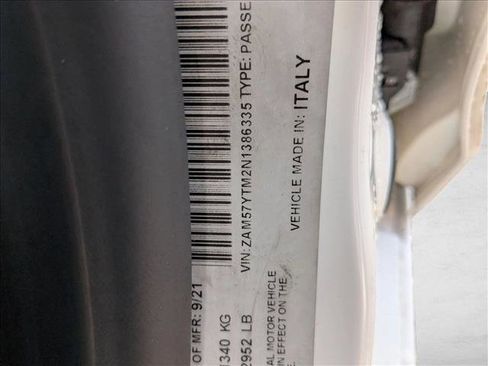 OF MFR: 9/21
340 KG
2952 LB
VIN: ZAM57YTM2N1386335 TYPE: PASSE
MOTOR VEHICLE
EFFECT ON THE
VEHICLE MADE IN: ITALY